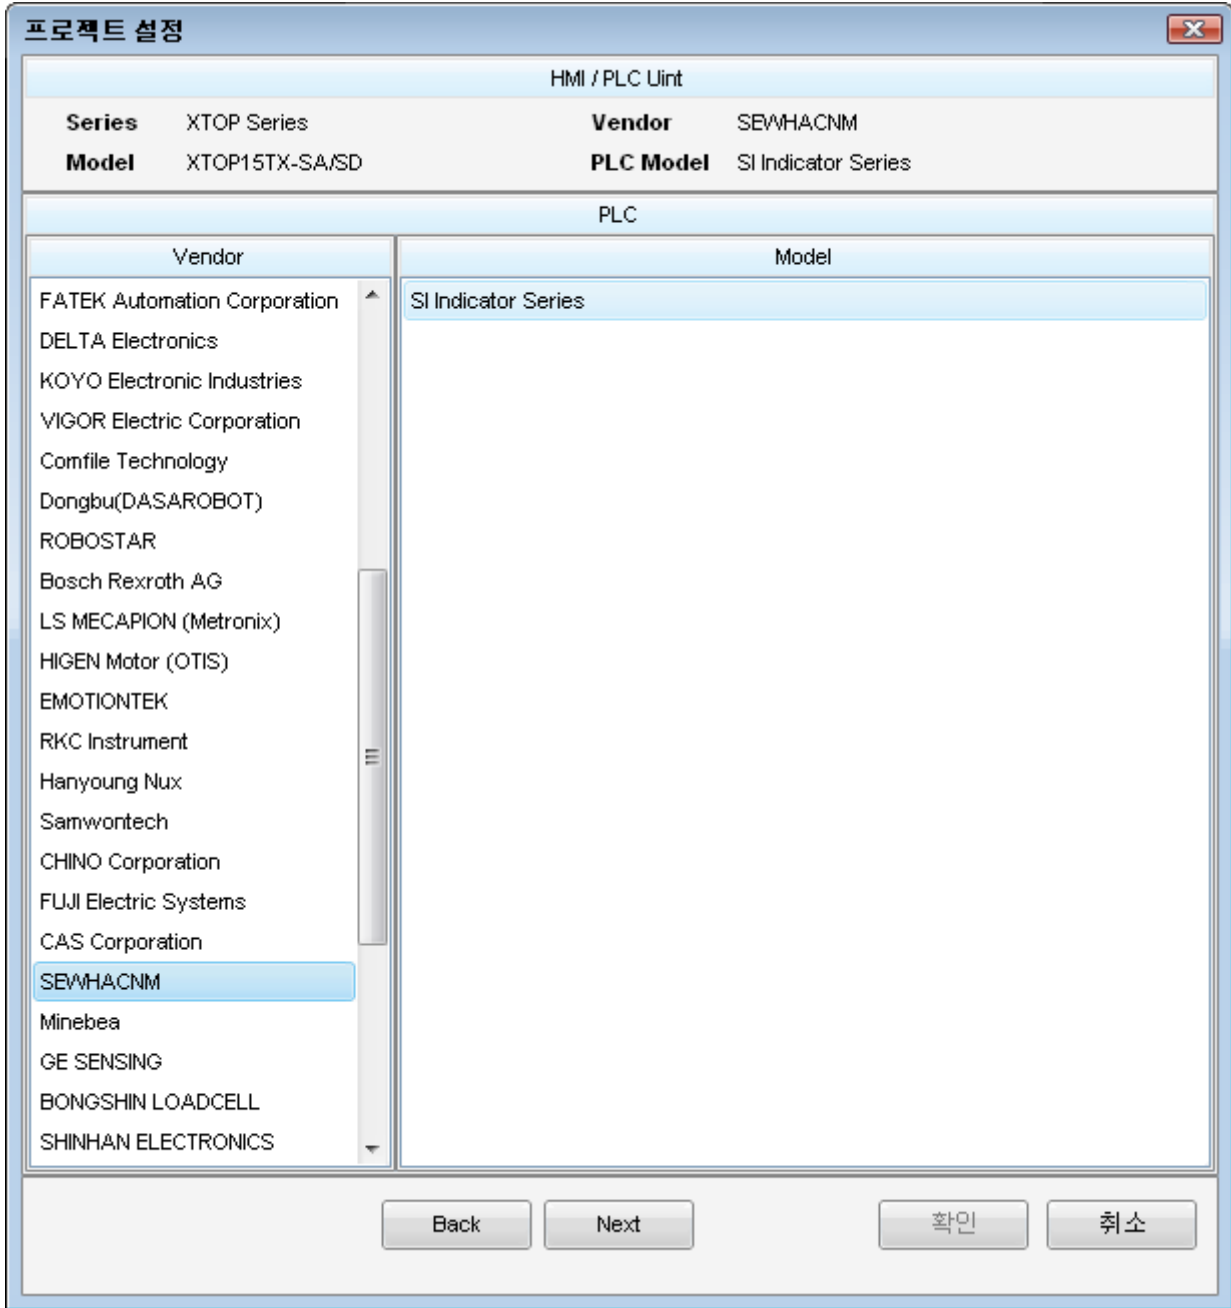 프로젝트 설정
HMI / PLC Uint
Series XTOP Series Vendor SEWHACNM
Model XTOP15TX-SA/SD PLC Model SI Indicator Series
PLC
Vendor Model
FATEK Automation Corporation SI Indicator Series
DELTA Electronics
KOYO Electronic Industries
VIGOR Electric Corporation
Comfile Technology
Dongbu(DASAROBOT)
ROBOSTAR
Bosch Rexroth AG
LS MECAPION (Metronix)
HIGEN Motor (OTIS)
EMOTIONTEK
RKC Instrument
Hanyoung Nux
Samwontech
CHINO Corporation
FUJI Electric Systems
CAS Corporation
SEWHACNM
Minebea
GE SENSING
BONGSHIN LOADCELL
SHINHAN ELECTRONICS
Back Next 확인 취소